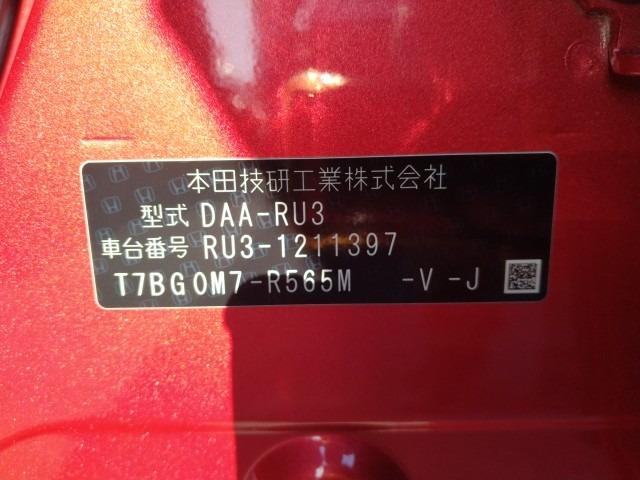 本田技研工業株式会社
型式 DAA-RU3
車台番号 RU3-1211397
T7BG0M7-R565M -V -J